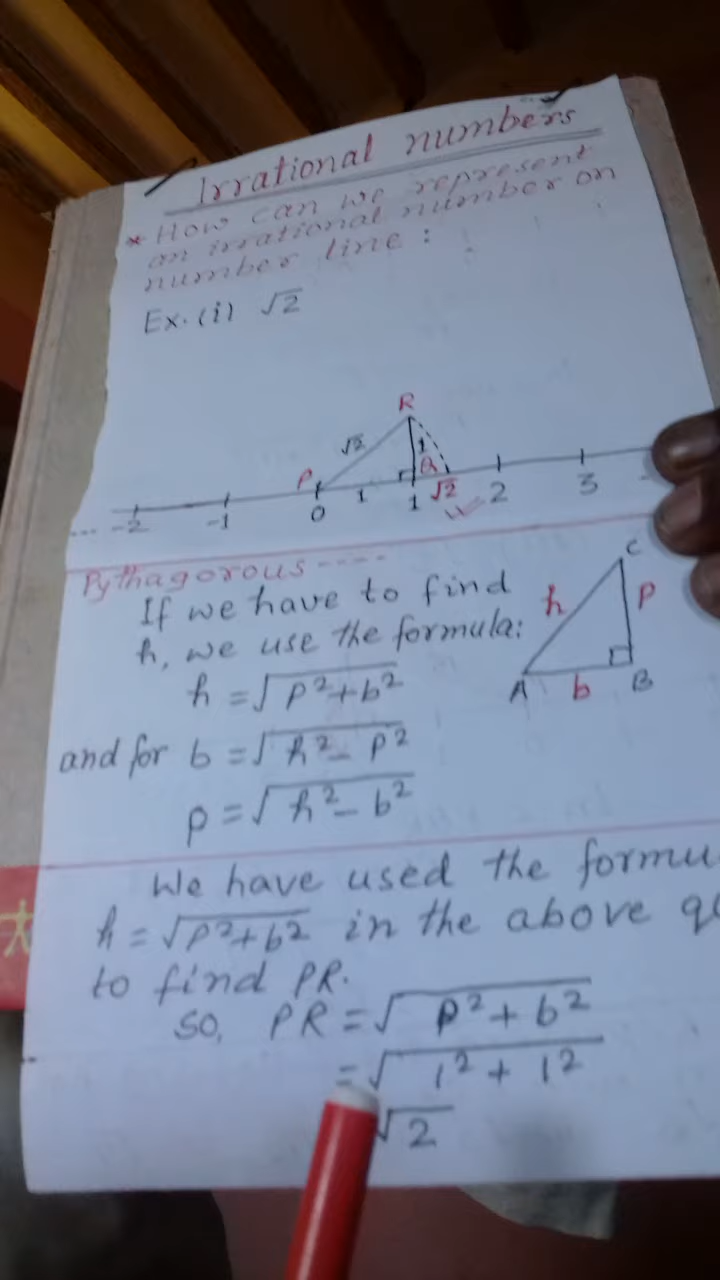 Irrational numbers
* How can we represent
an irrational number on
number line :
Ex. (i) √2
R
√2
1
P
Q
1
√2
... -2 -1 0 1 2 3
Pythagorous ----
If we have to find
h, we use the formula:
h = √p²+b²
and for b = √h²- p²
p = √h²- b²
C
h
p
A
b
B
We have used the formu
h = √p²+b² in the above qu
to find PR.
So, PR = √p² + b²
= √1² + 1²
√2